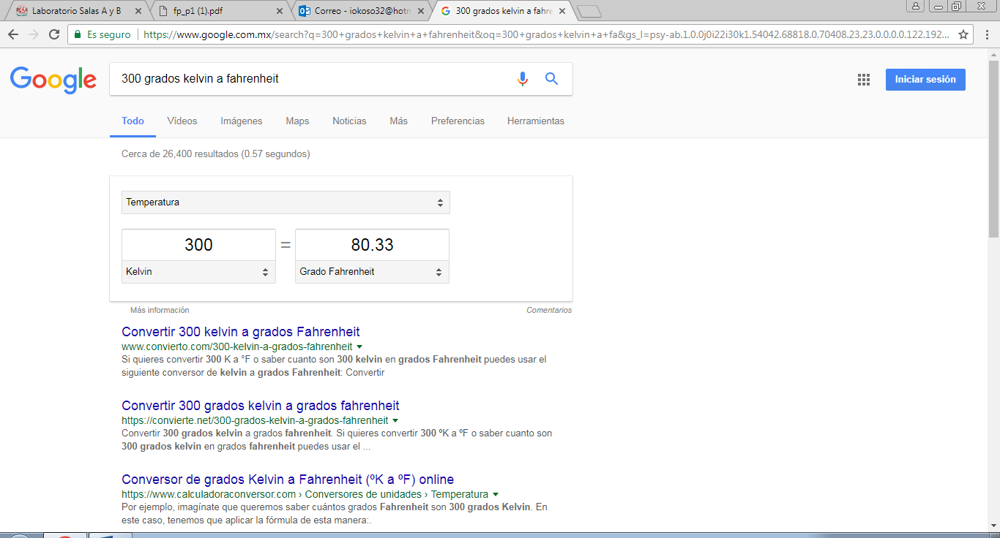 Laboratorio Salas A y B
fp_p1 (1).pdf
Correo - iokoso32@hotm
300 grados kelvin a fahre
Es seguro
https://www.google.com.mx/search?q=300+grados+kelvin+a+fahrenheit&oq=300+grados+kelvin+a+fa&gs_l=psy-ab.1.0.0j0i22i30k1.54042.68818.0.70408.23.23.0.0.0.0.122.192...
Google
300 grados kelvin a fahrenheit
Iniciar sesión
Todo Vídeos Imágenes Maps Noticias Más Preferencias Herramientas
Cerca de 26,400 resultados (0.57 segundos)
Temperatura
300 = 80.33
Kelvin Grado Fahrenheit
Más información Comentarios
Convertir 300 kelvin a grados Fahrenheit
www.convierto.com/300-kelvin-a-grados-fahrenheit
Si quieres convertir 300 K a °F o saber cuanto son 300 kelvin en grados Fahrenheit puedes usar el
siguiente conversor de kelvin a grados Fahrenheit: Convertir
Convertir 300 grados kelvin a grados fahrenheit
https://convierte.net/300-grados-kelvin-a-grados-fahrenheit
Convertir 300 grados kelvin a grados fahrenheit. Si quieres convertir 300 ºK a ºF o saber cuanto son
300 grados kelvin en grados fahrenheit puedes usar el ...
Conversor de grados Kelvin a Fahrenheit (ºK a ºF) online
https://www.calculadoraconversor.com › Conversores de unidades › Temperatura
Por ejemplo, imagínate que queremos saber cuántos grados Fahrenheit son 300 grados Kelvin. En
este caso, tenemos que aplicar la fórmula de esta manera:.